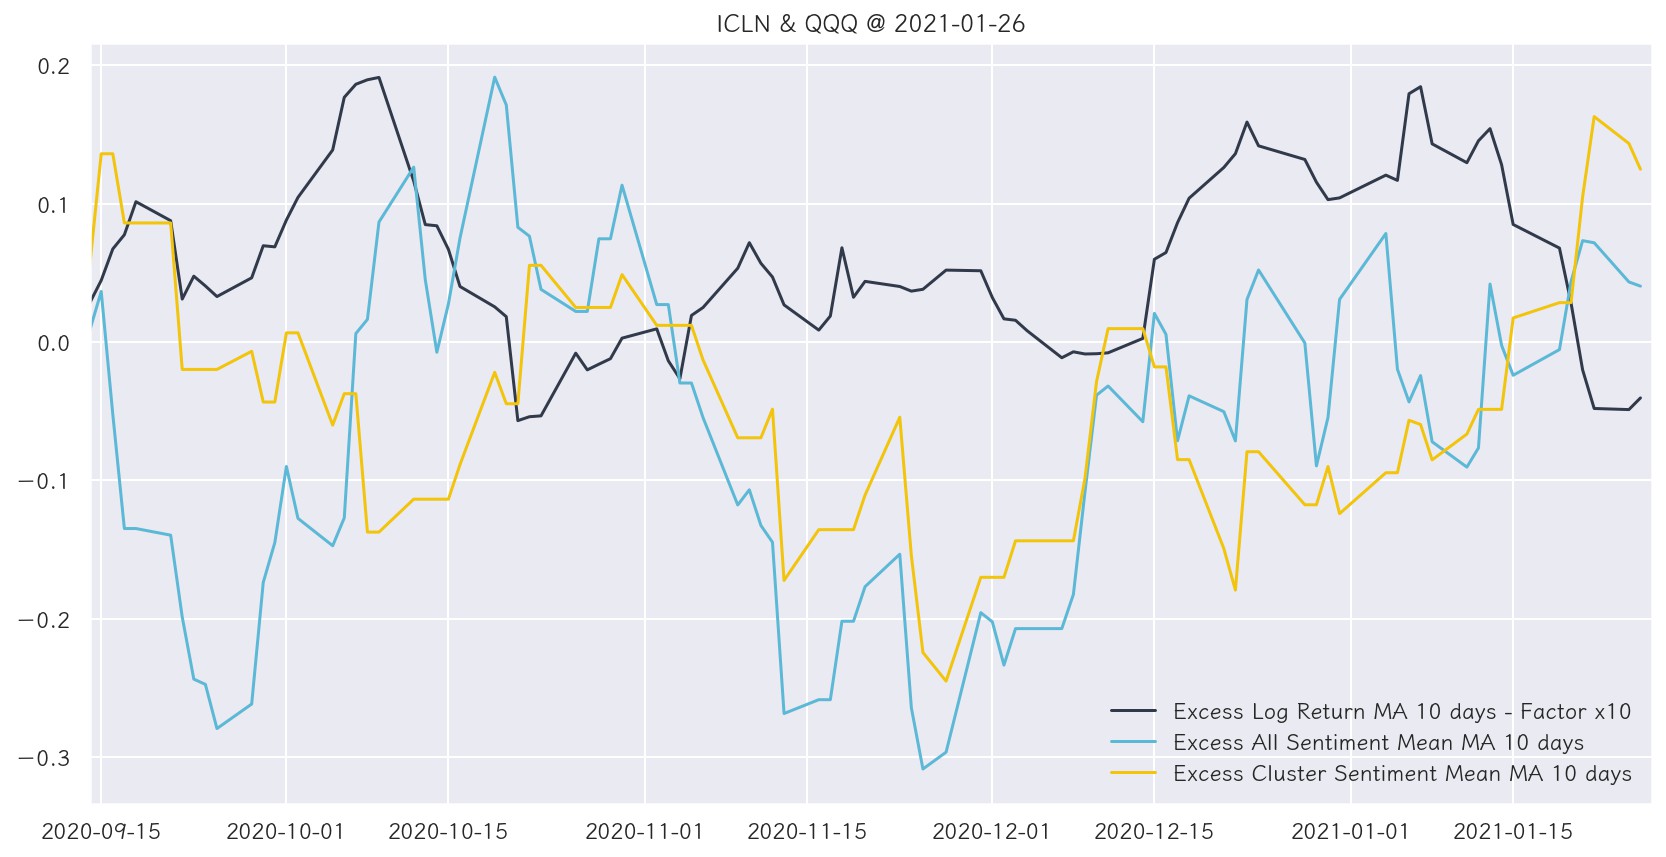 ICLN & QQQ @ 2021-01-26
0.2
0.1
0.0
−0.1
−0.2
−0.3
Excess Log Return MA 10 days - Factor x10
Excess All Sentiment Mean MA 10 days
Excess Cluster Sentiment Mean MA 10 days
2020-09-15 2020-10-01 2020-10-15 2020-11-01 2020-11-15 2020-12-01 2020-12-15 2021-01-01 2021-01-15